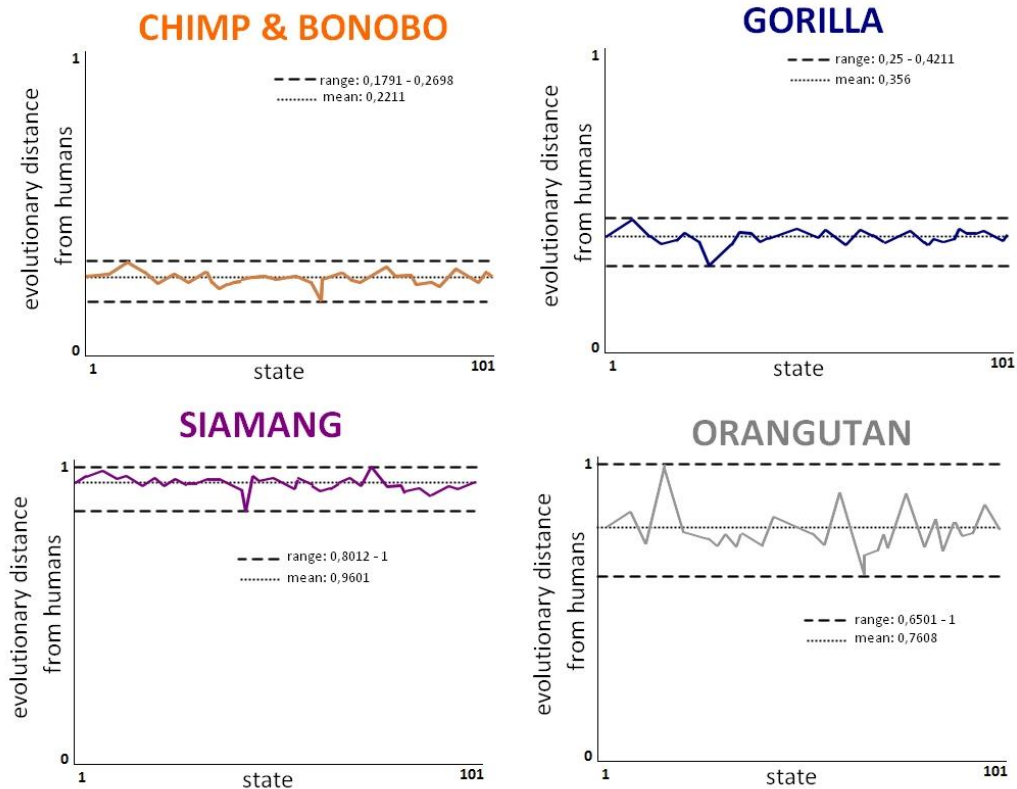 CHIMP & BONOBO
1
range: 0,1791 - 0,2698
mean: 0,2211
evolutionary distance
from humans
0
1
101
state
GORILLA
1
range: 0,25 - 0,4211
mean: 0,356
evolutionary distance
from humans
0
1
101
state
SIAMANG
1
range: 0,8012 - 1
mean: 0,9601
evolutionary distance
from humans
0
1
101
state
ORANGUTAN
1
range: 0,6501 - 1
mean: 0,7608
evolutionary distance
from humans
0
1
101
state